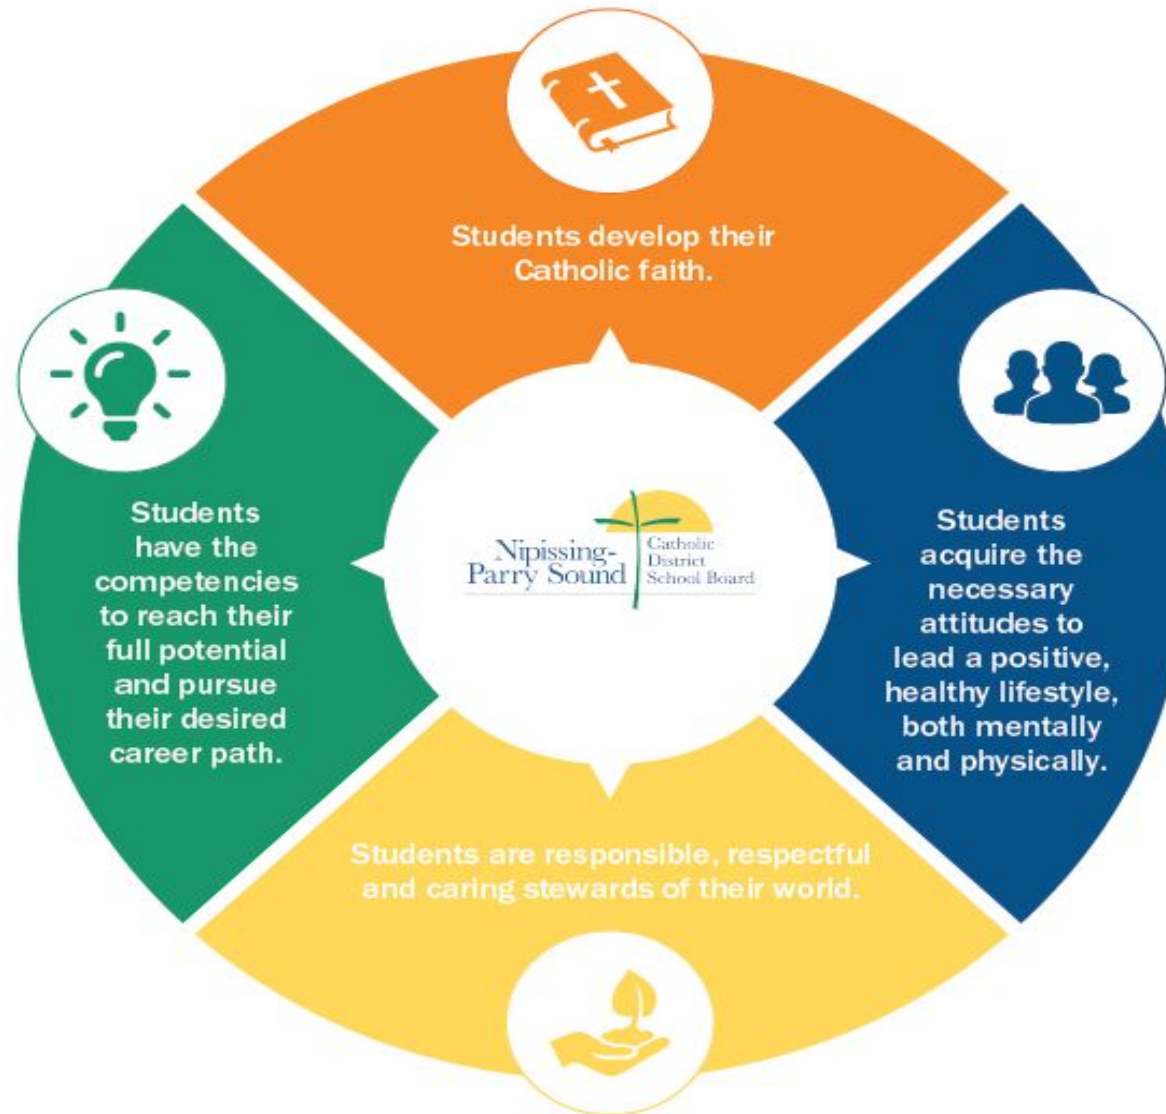 Students develop their
Catholic faith.
Students
have the
competencies
to reach their
full potential
and pursue
their desired
career path.
Nipissing-
Parry Sound
Catholic
District
School Board
Students
acquire the
necessary
attitudes to
lead a positive,
healthy lifestyle,
both mentally
and physically.
Students are responsible, respectful
and caring stewards of their world.